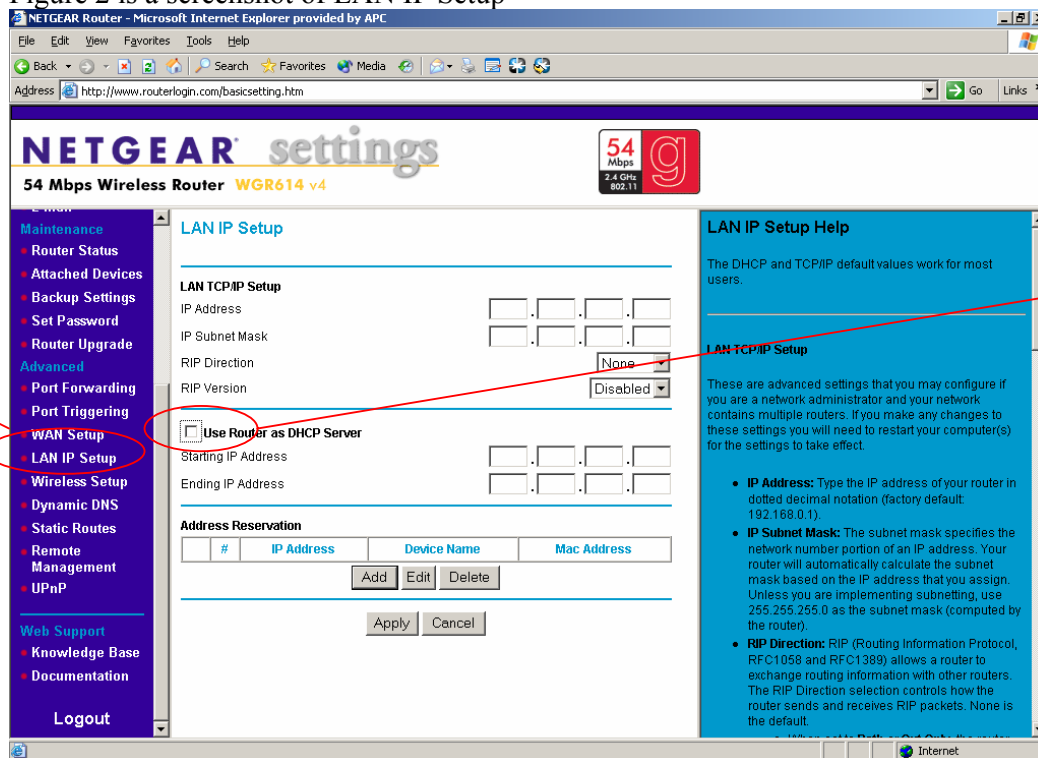 Figure 2 is a screenshot of LAN IP Setup
NETGEAR Router - Microsoft Internet Explorer provided by APC
File Edit View Favorites Tools Help
Back Search Favorites Media
Address http://www.routerlogin.com/basicsetting.htm Go Links
NETGEAR settings
54 Mbps Wireless Router WGR614 v4
54 Mbps 2.4 GHz 802.11 g
E-mail
Maintenance
Router Status
Attached Devices
Backup Settings
Set Password
Router Upgrade
Advanced
Port Forwarding
Port Triggering
WAN Setup
LAN IP Setup
Wireless Setup
Dynamic DNS
Static Routes
Remote
Management
UPnP
Web Support
Knowledge Base
Documentation
Logout
LAN IP Setup
LAN TCP/IP Setup
IP Address . . .
IP Subnet Mask . . .
RIP Direction None
RIP Version Disabled
Use Router as DHCP Server
Starting IP Address . . .
Ending IP Address . . .
Address Reservation
# IP Address Device Name Mac Address
Add Edit Delete
Apply Cancel
LAN IP Setup Help
The DHCP and TCP/IP default values work for most
users.
LAN TCP/IP Setup
These are advanced settings that you may configure if
you are a network administrator and your network
contains multiple routers. If you make any changes to
these settings you will need to restart your computer(s)
for the settings to take effect.
• IP Address: Type the IP address of your router in
dotted decimal notation (factory default:
192.168.0.1).
• IP Subnet Mask: The subnet mask specifies the
network number portion of an IP address. Your
router will automatically calculate the subnet
mask based on the IP address that you assign.
Unless you are implementing subnetting, use
255.255.255.0 as the subnet mask (computed by
the router).
• RIP Direction: RIP (Routing Information Protocol,
RFC1058 and RFC1389) allows a router to
exchange routing information with other routers.
The RIP Direction selection controls how the
router sends and receives RIP packets. None is
the default.
Internet